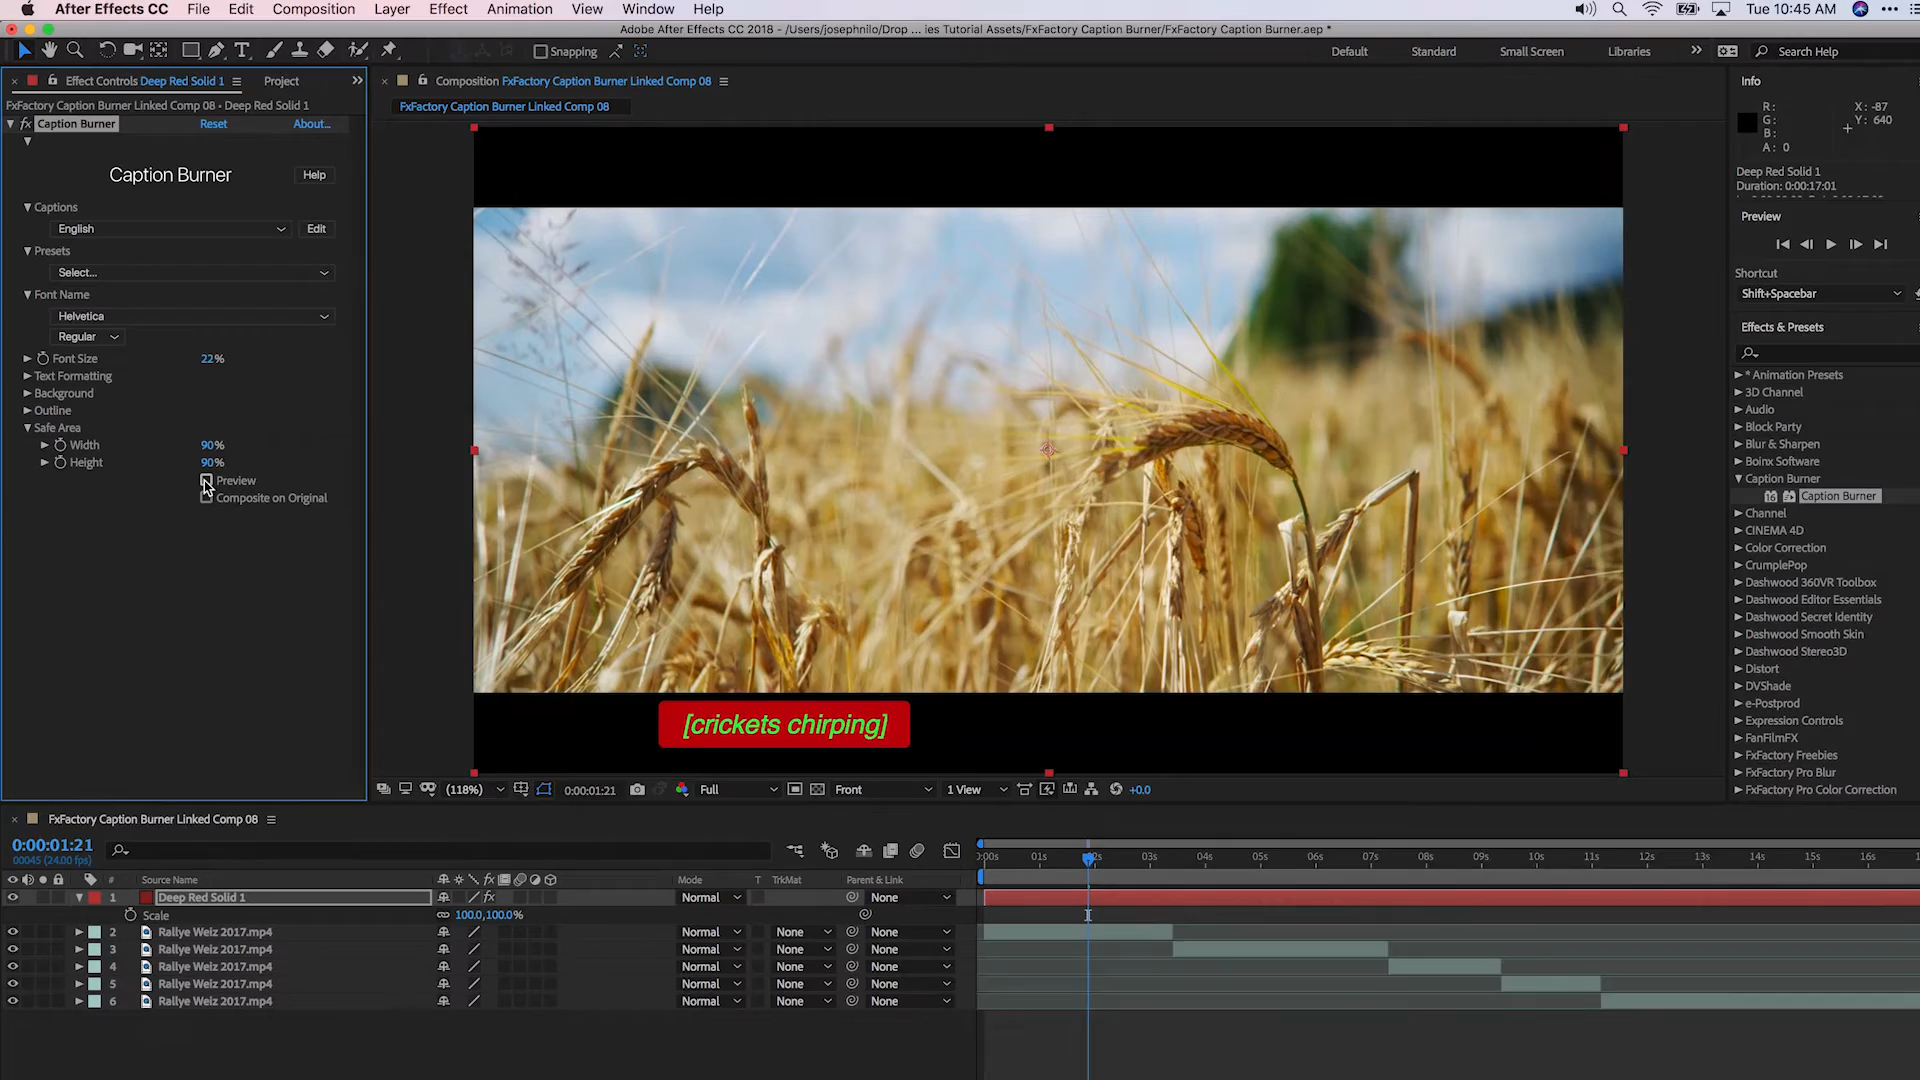 After Effects CC File Edit Composition Layer Effect Animation View Window Help Tue 10:45 AM
Adobe After Effects CC 2018 - /Users/josephnilo/Drop ... ies Tutorial Assets/FxFactory Caption Burner/FxFactory Caption Burner.aep *
Snapping Default Standard Small Screen Libraries Search Help
Effect Controls Deep Red Solid 1 Project
FxFactory Caption Burner Linked Comp 08 • Deep Red Solid 1
fx Caption Burner Reset About...
Caption Burner Help
Captions
English Edit
Presets
Select...
Font Name
Helvetica
Regular
Font Size 22%
Text Formatting
Background
Outline
Safe Area
Width 90%
Height 90%
Preview
Composite on Original
Composition FxFactory Caption Burner Linked Comp 08
FxFactory Caption Burner Linked Comp 08
[crickets chirping]
(118%) 0:00:01:21 Full Front 1 View +0.0
Info
R: X: -87
G: Y: 640
B:
A: 0
Deep Red Solid 1
Duration: 0:00:17:01
Preview
Shortcut
Shift+Spacebar
Effects & Presets
* Animation Presets
3D Channel
Audio
Block Party
Blur & Sharpen
Boinx Software
Caption Burner
Caption Burner
Channel
CINEMA 4D
Color Correction
CrumplePop
Dashwood 360VR Toolbox
Dashwood Editor Essentials
Dashwood Secret Identity
Dashwood Smooth Skin
Dashwood Stereo3D
Distort
DVShade
e-Postprod
Expression Controls
FanFilmFX
FxFactory Freebies
FxFactory Pro Blur
FxFactory Pro Color Correction
FxFactory Caption Burner Linked Comp 08
0:00:01:21
00045 (24.00 fps)
# Source Name fx Mode T TrkMat Parent & Link
0:00s 01s 02s 03s 04s 05s 06s 07s 08s 09s 10s 11s 12s 13s 14s 15s 16s
1 Deep Red Solid 1 fx Normal None
Scale 100.0,100.0%
2 Rallye Weiz 2017.mp4 Normal None None
3 Rallye Weiz 2017.mp4 Normal None None
4 Rallye Weiz 2017.mp4 Normal None None
5 Rallye Weiz 2017.mp4 Normal None None
6 Rallye Weiz 2017.mp4 Normal None None